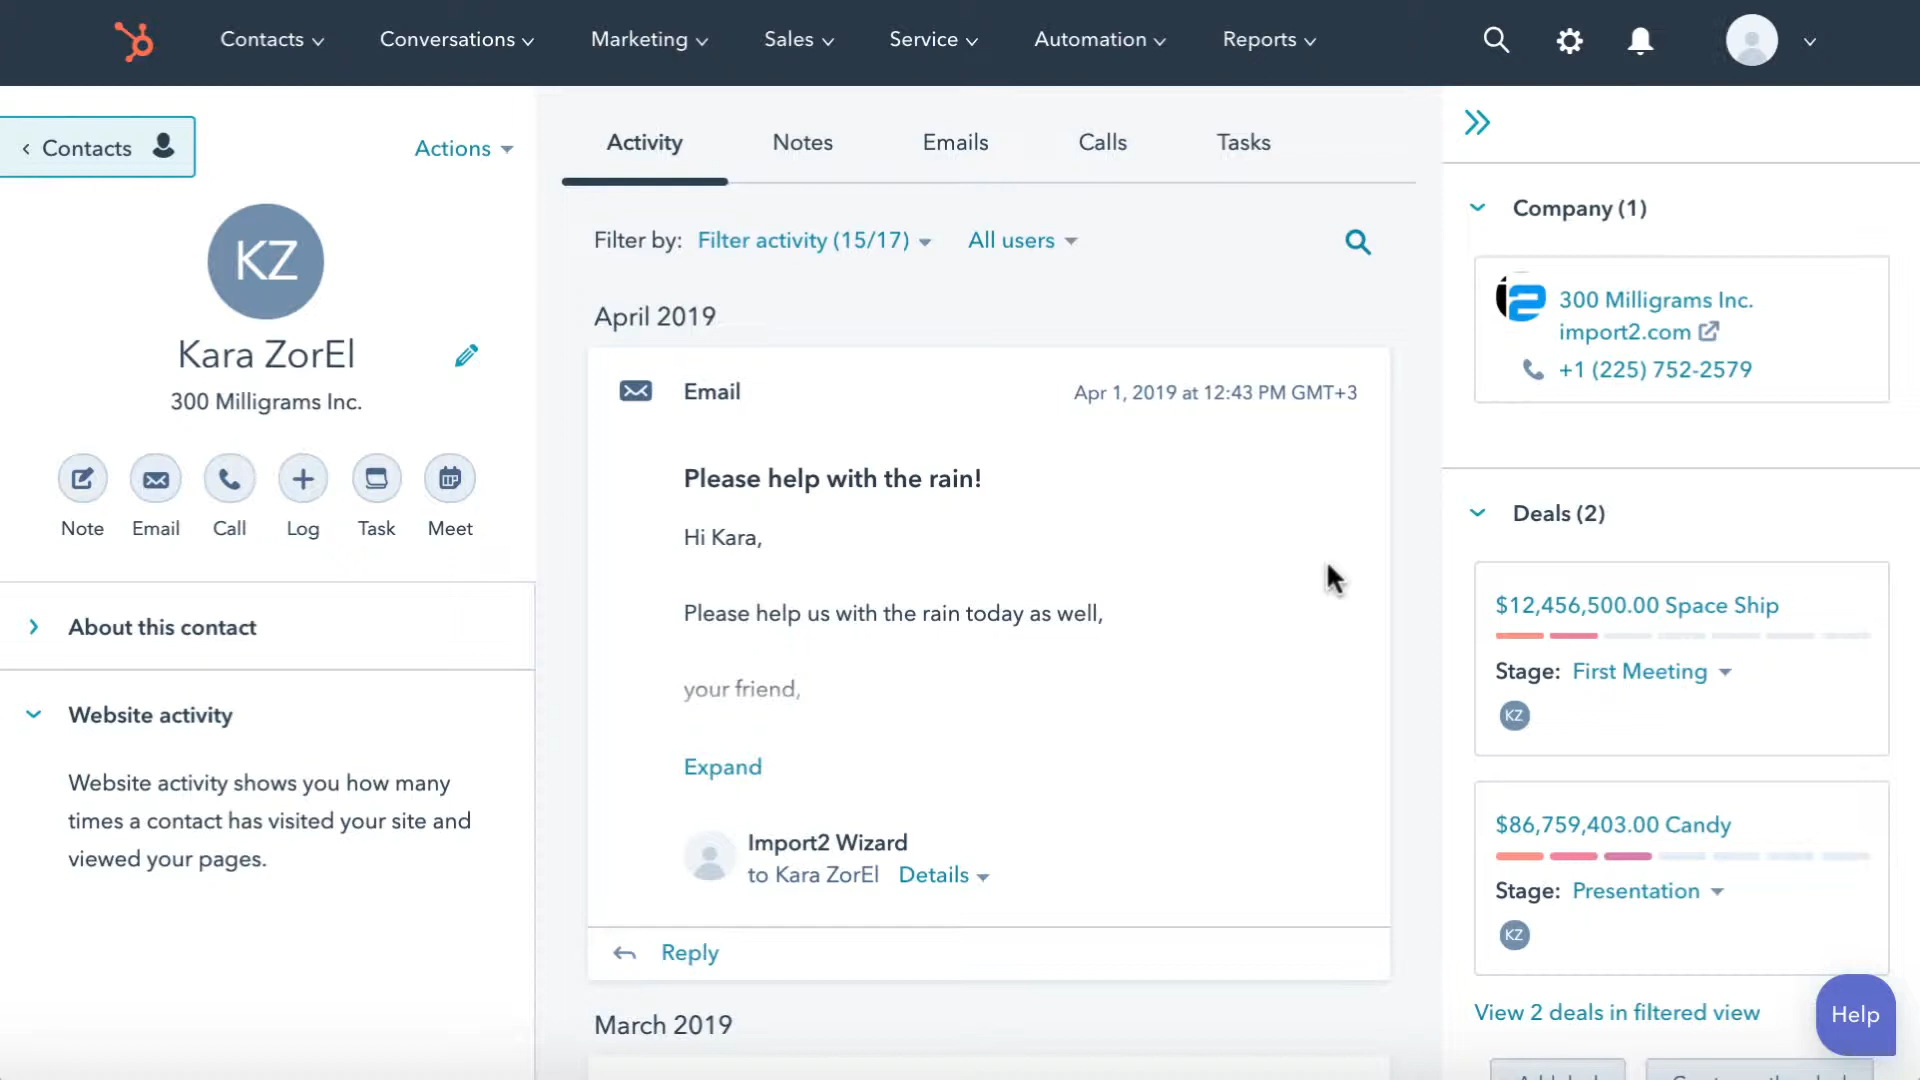 Contacts
Conversations
Marketing
Sales
Service
Automation
Reports
Contacts
Actions
KZ
Kara ZorEl
300 Milligrams Inc.
Note
Email
Call
Log
Task
Meet
About this contact
Website activity
Website activity shows you how many
times a contact has visited your site and
viewed your pages.
Activity
Notes
Emails
Calls
Tasks
Filter by: Filter activity (15/17) All users
April 2019
Email
Apr 1, 2019 at 12:43 PM GMT+3
Please help with the rain!
Hi Kara,
Please help us with the rain today as well,
your friend,
Expand
Import2 Wizard
to Kara ZorEl Details
Reply
March 2019
Company (1)
300 Milligrams Inc.
import2.com
+1 (225) 752-2579
Deals (2)
$12,456,500.00 Space Ship
Stage: First Meeting
KZ
$86,759,403.00 Candy
Stage: Presentation
KZ
View 2 deals in filtered view
Help